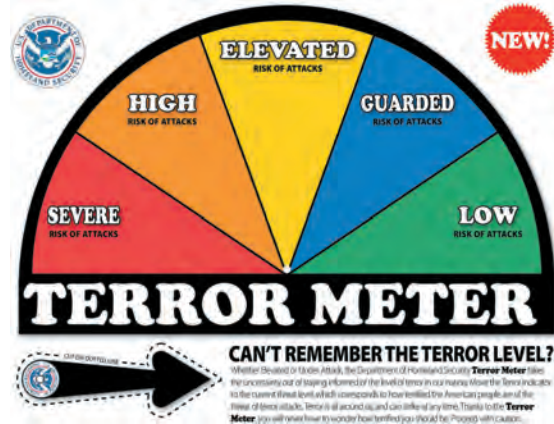 U.S. DEPARTMENT OF
HOMELAND SECURITY
NEW!
ELEVATED
RISK OF ATTACKS
HIGH
RISK OF ATTACKS
GUARDED
RISK OF ATTACKS
SEVERE
RISK OF ATTACKS
LOW
RISK OF ATTACKS
TERROR METER
CAN'T REMEMBER THE TERROR LEVEL?
Whether Elevated or Under Attack, the Department of Homeland Security Terror Meter takes
the uncertainty out of staying informed of the level of terror in our nation. Move the Terror Indicator
to the current threat level, which corresponds to how terrified the American people are of the
threat of terror attack. Terror is all around us, and can strike at any time. Thanks to the Terror
Meter, you will never have to wonder how terrified you should be. Proceed with caution.